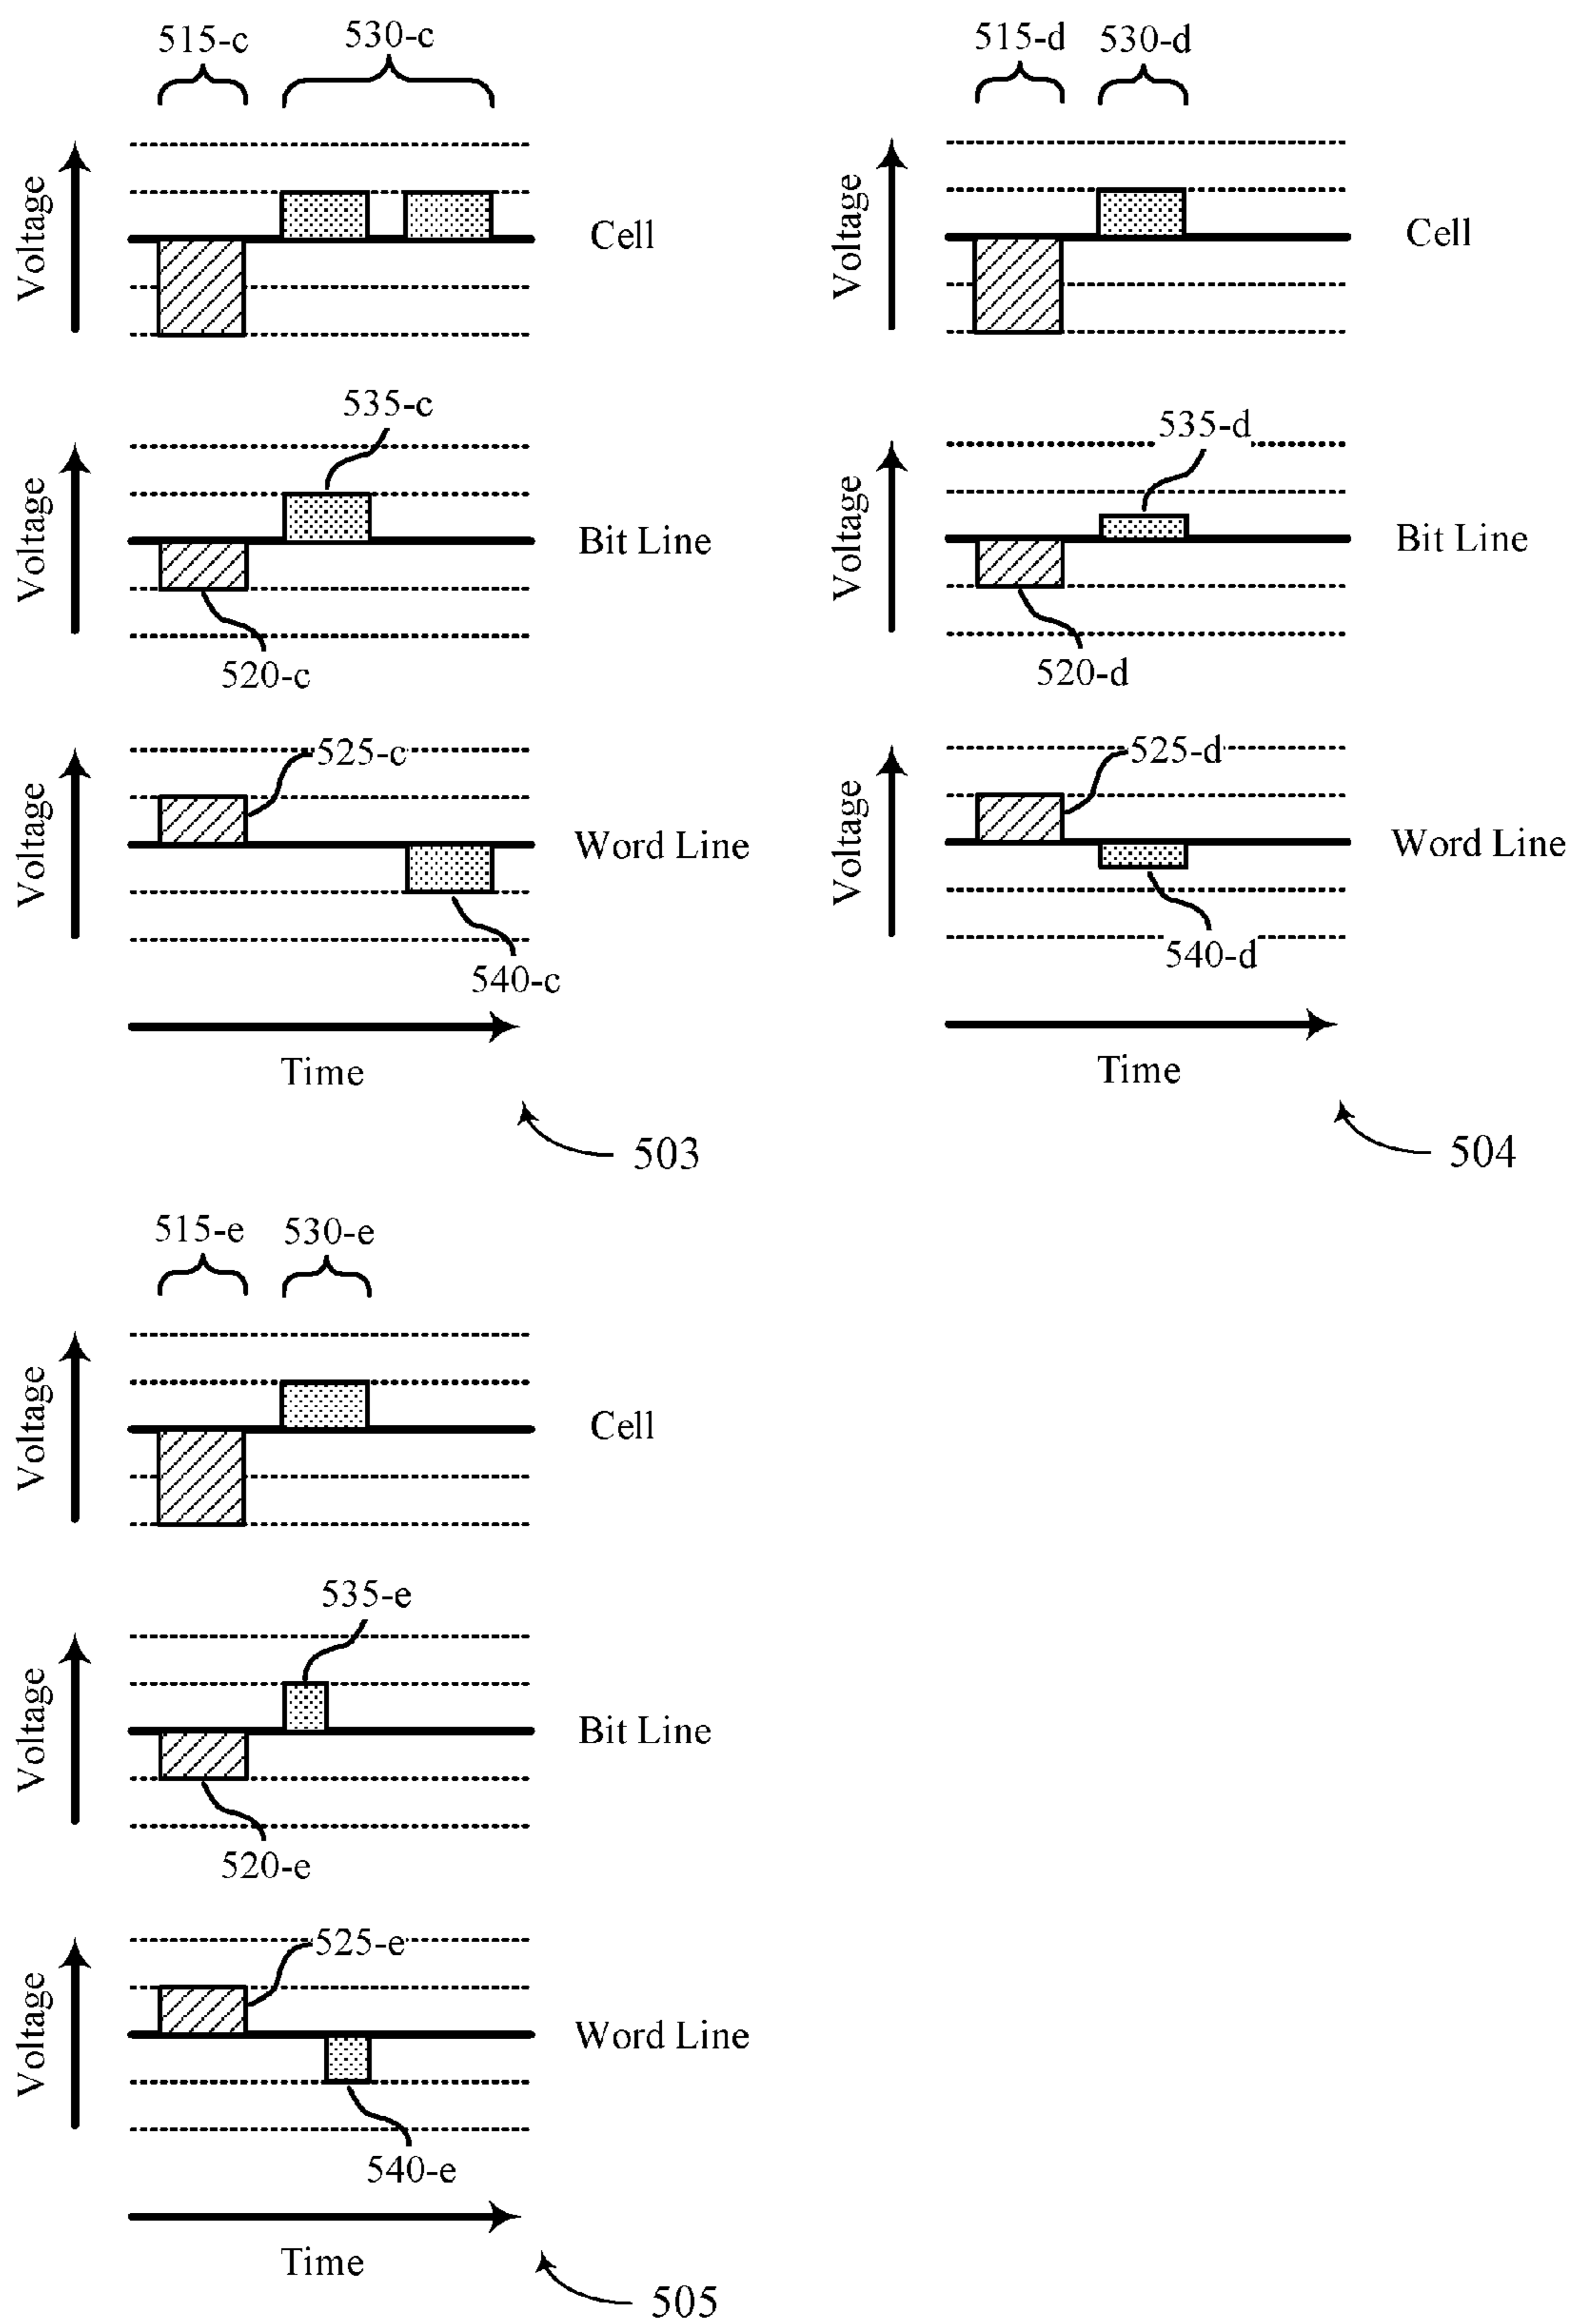 515-c 530-c
Voltage
Cell
535-c
Voltage
Bit Line
520-c
525-c
Voltage
Word Line
540-c
Time
503
515-d 530-d
Voltage
Cell
535-d
Voltage
Bit Line
520-d
525-d
Voltage
Word Line
540-d
Time
504
515-e 530-e
Voltage
Cell
535-e
Voltage
Bit Line
520-e
525-e
Voltage
Word Line
540-e
Time
505